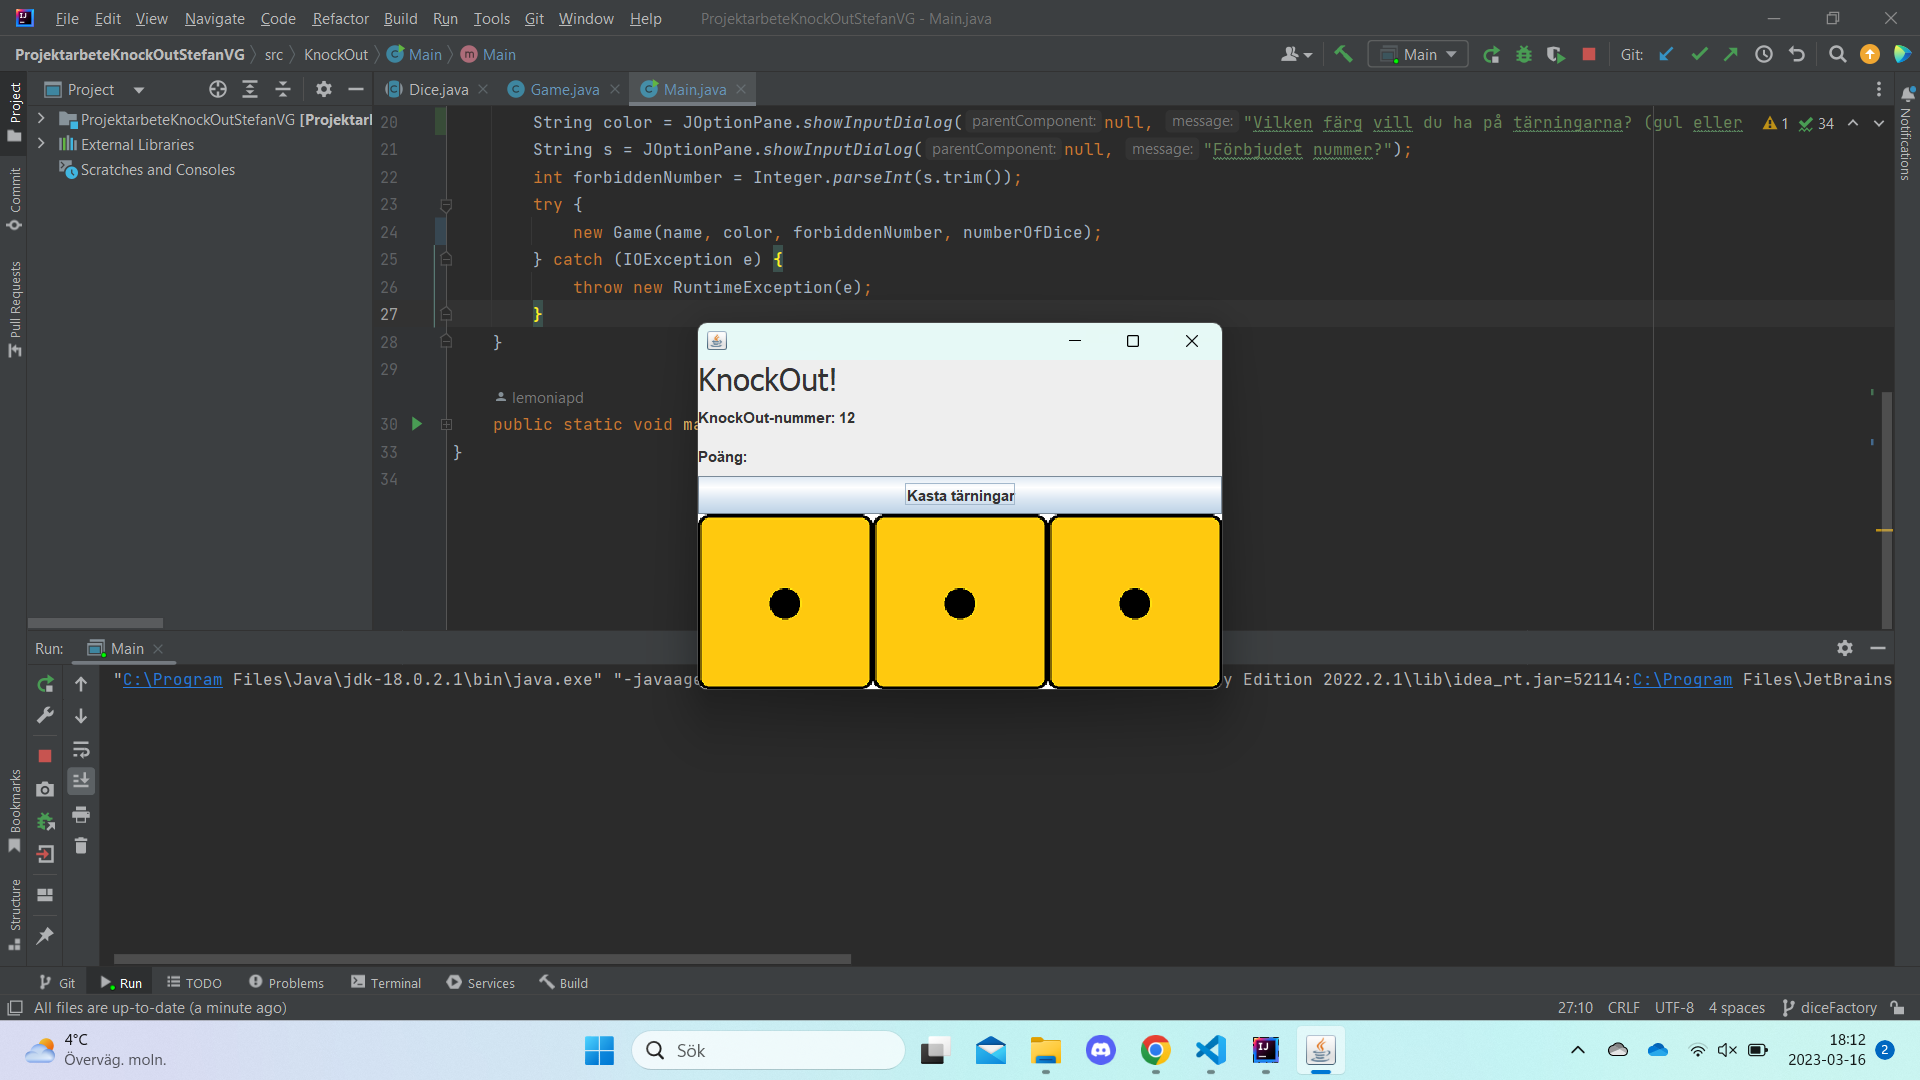 File Edit View Navigate Code Refactor Build Run Tools Git Window Help ProjektarbeteKnockOutStefanVG - Main.java
ProjektarbeteKnockOutStefanVG src KnockOut Main Main Main Git:
Project Dice.java Game.java Main.java
ProjektarbeteKnockOutStefanVG [Projektar
External Libraries
Scratches and Consoles
20 String color = JOptionPane.showInputDialog( parentComponent: null, message: "Vilken färg vill du ha på tärningarna? (gul eller 1 34
21 String s = JOptionPane.showInputDialog( parentComponent: null, message: "Förbjudet nummer?");
22 int forbiddenNumber = Integer.parseInt(s.trim());
23 try {
24 new Game(name, color, forbiddenNumber, numberOfDice);
25 } catch (IOException e) {
26 throw new RuntimeException(e);
27 }
28 }
29
lemoniapd
30 public static void ma
33 }
34
KnockOut!
KnockOut-nummer: 12
Poäng:
Kasta tärningar
Project
Commit
Pull Requests
Bookmarks
Structure
Notifications
Run: Main
"C:\Program Files\Java\jdk-18.0.2.1\bin\java.exe" "-javaage y Edition 2022.2.1\lib\idea_rt.jar=52114:C:\Program Files\JetBrains
Git Run TODO Problems Terminal Services Build
All files are up-to-date (a minute ago) 27:10 CRLF UTF-8 4 spaces diceFactory
4°C
Överväg. moln.
Sök
18:12
2023-03-16 2